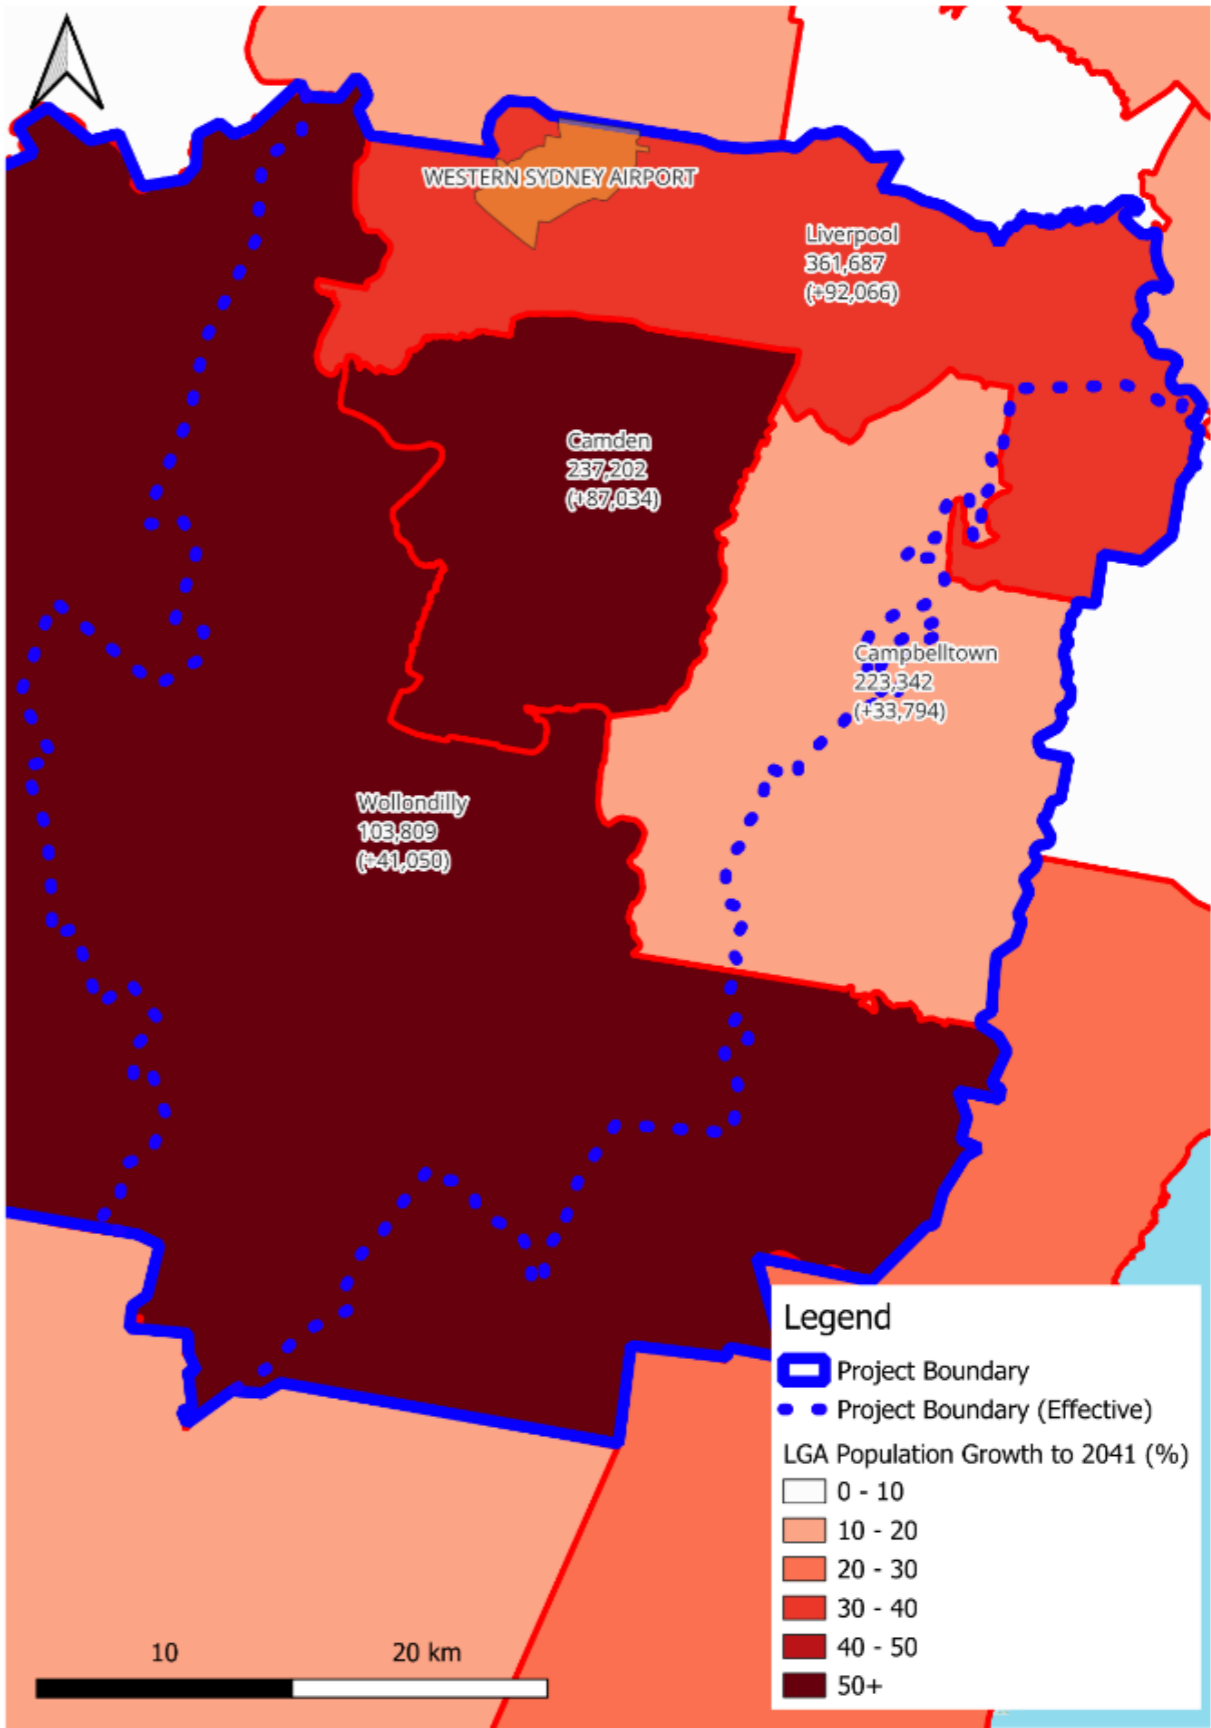 WESTERN SYDNEY AIRPORT
Liverpool
361,687
(+92,066)
Camden
237,202
(+87,034)
Campbelltown
223,342
(+33,794)
Wollondilly
103,809
(+41,050)
Legend
Project Boundary
Project Boundary (Effective)
LGA Population Growth to 2041 (%)
0 - 10
10 - 20
20 - 30
30 - 40
40 - 50
50+
10 20 km